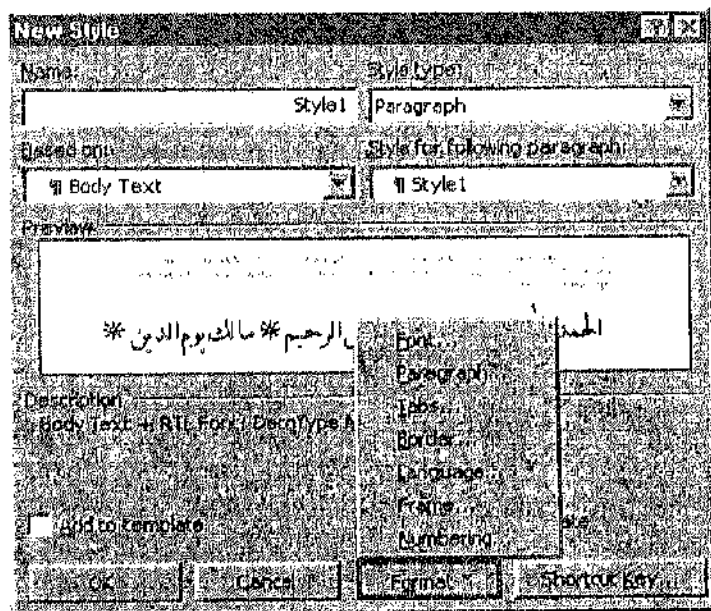 New Style
Name: Style type:
Style1 Paragraph
Based on: Style for following paragraph:
¶ Body Text ¶ Style1
Preview
الحمد الرحيم ※ مالك يوم الدين ※
Font...
Paragraph...
Tabs...
Border...
Language...
Frame...
Numbering...
Description
Body Text + RTL Font: DecoType
Add to template
OK Cancel Format Shortcut Key...